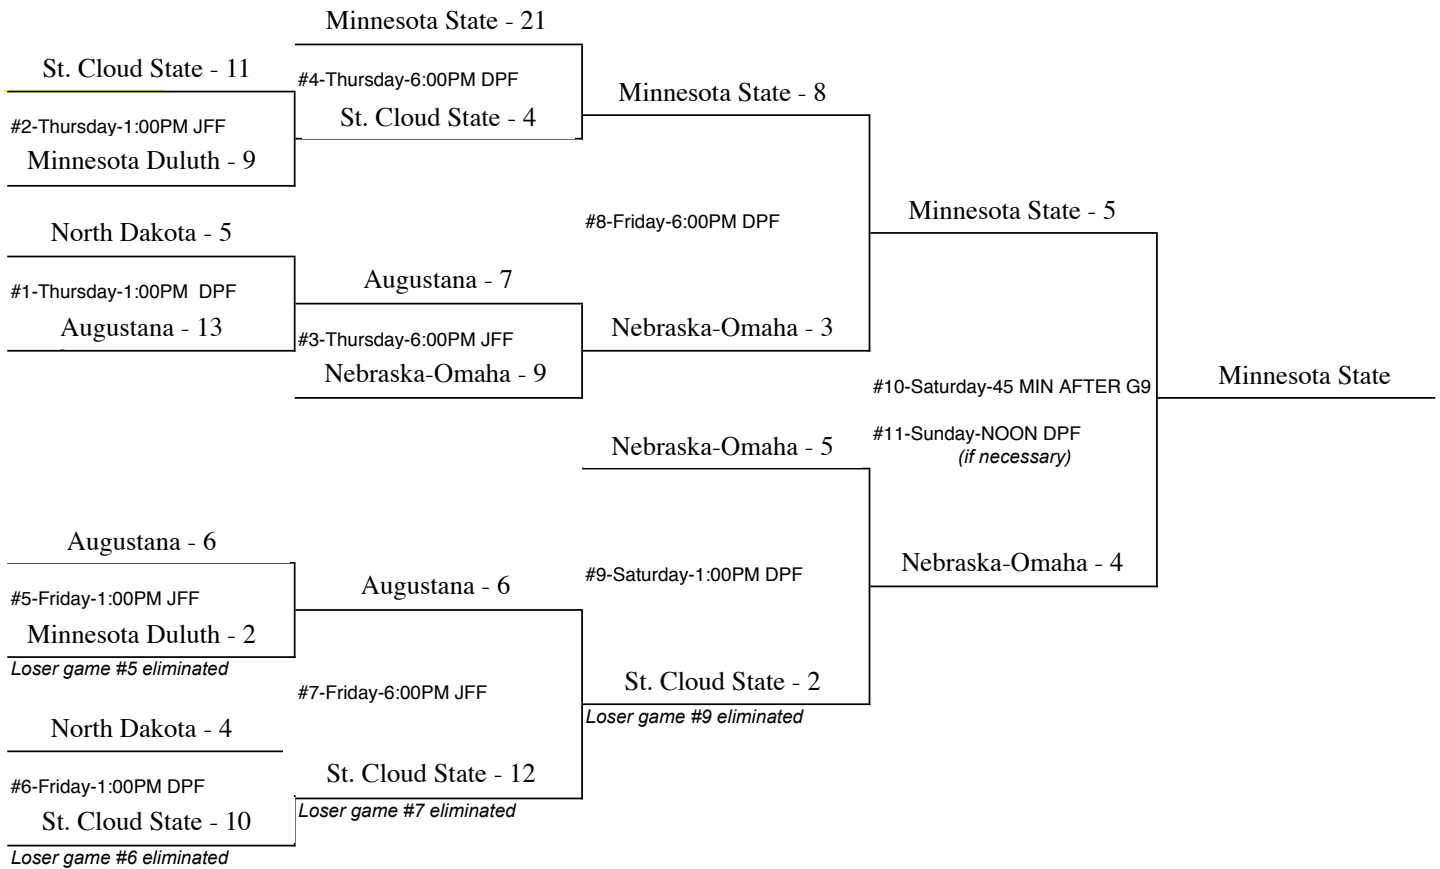 Minnesota State - 21
St. Cloud State - 11
#4-Thursday-6:00PM DPF
Minnesota State - 8
St. Cloud State - 4
#2-Thursday-1:00PM JFF
Minnesota Duluth - 9
Minnesota State - 5
#8-Friday-6:00PM DPF
North Dakota - 5
Augustana - 7
#1-Thursday-1:00PM  DPF
Augustana - 13
Nebraska-Omaha - 3
#3-Thursday-6:00PM JFF
Nebraska-Omaha - 9
Minnesota State
#10-Saturday-45 MIN AFTER G9
#11-Sunday-NOON DPF
(if necessary)
Nebraska-Omaha - 5
Augustana - 6
Nebraska-Omaha - 4
#9-Saturday-1:00PM DPF
Augustana - 6
#5-Friday-1:00PM JFF
Minnesota Duluth - 2
Loser game #5 eliminated
St. Cloud State - 2
#7-Friday-6:00PM JFF
Loser game #9 eliminated
North Dakota - 4
St. Cloud State - 12
#6-Friday-1:00PM DPF
Loser game #7 eliminated
St. Cloud State - 10
Loser game #6 eliminated